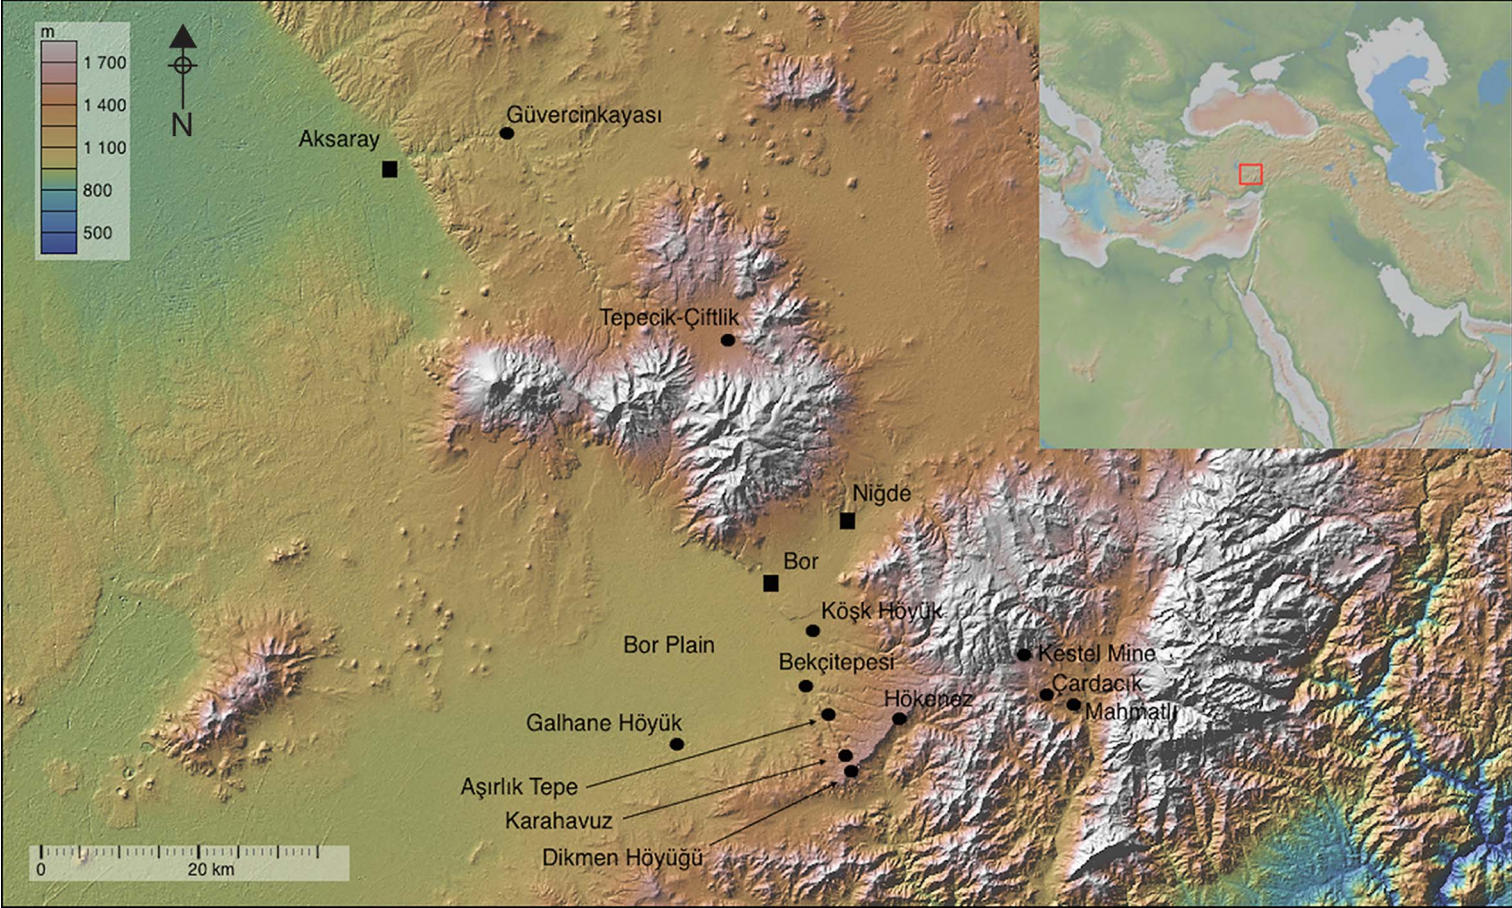 m
1 700
1 400
1 100
800
500
N
Güvercinkayası
Aksaray
Tepecik-Çiftlik
Niğde
Bor
Köşk Höyük
Bor Plain
Kestel Mine
Bekçitepesi
Çardacık
Hökenez
Mahmatlı
Galhane Höyük
Aşırlık Tepe
Karahavuz
Dikmen Höyüğü
0 20 km